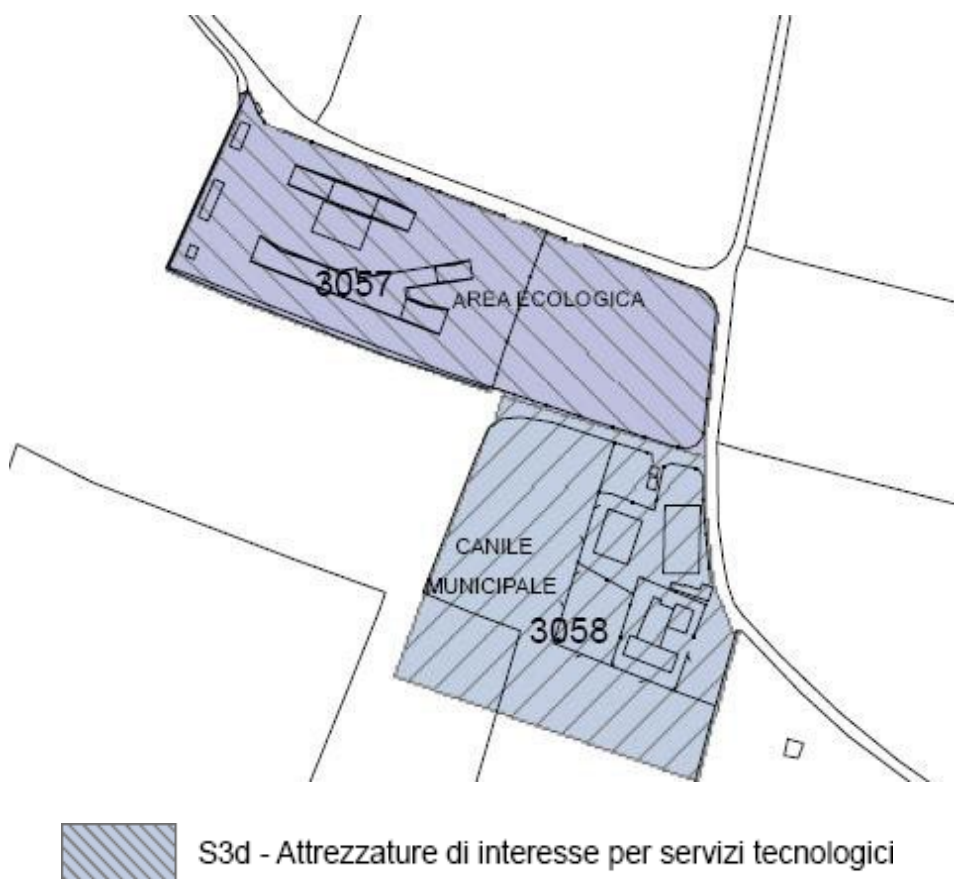 3057
AREA ECOLOGICA
CANILE
MUNICIPALE
3058
S3d - Attrezzature di interesse per servizi tecnologici